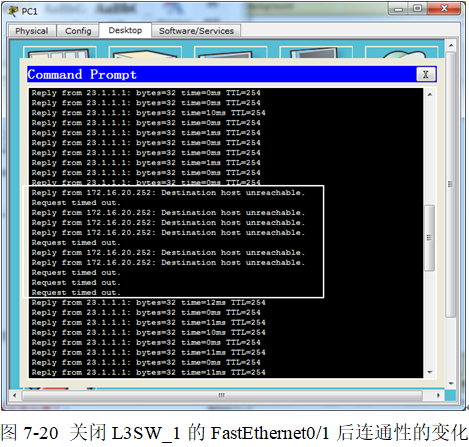 PC1
Physical Config Desktop Software/Services
Command Prompt X
Reply from 23.1.1.1: bytes=32 time=0ms TTL=254
Reply from 23.1.1.1: bytes=32 time=0ms TTL=254
Reply from 23.1.1.1: bytes=32 time=10ms TTL=254
Reply from 23.1.1.1: bytes=32 time=0ms TTL=254
Reply from 23.1.1.1: bytes=32 time=1ms TTL=254
Reply from 23.1.1.1: bytes=32 time=0ms TTL=254
Reply from 23.1.1.1: bytes=32 time=1ms TTL=254
Reply from 23.1.1.1: bytes=32 time=0ms TTL=254
Reply from 23.1.1.1: bytes=32 time=0ms TTL=254
Reply from 23.1.1.1: bytes=32 time=0ms TTL=254
Reply from 172.16.20.252: Destination host unreachable.
Request timed out.
Reply from 172.16.20.252: Destination host unreachable.
Reply from 172.16.20.252: Destination host unreachable.
Reply from 172.16.20.252: Destination host unreachable.
Request timed out.
Reply from 172.16.20.252: Destination host unreachable.
Reply from 172.16.20.252: Destination host unreachable.
Request timed out.
Request timed out.
Request timed out.
Reply from 23.1.1.1: bytes=32 time=12ms TTL=254
Reply from 23.1.1.1: bytes=32 time=0ms TTL=254
Reply from 23.1.1.1: bytes=32 time=11ms TTL=254
Reply from 23.1.1.1: bytes=32 time=10ms TTL=254
Reply from 23.1.1.1: bytes=32 time=0ms TTL=254
Reply from 23.1.1.1: bytes=32 time=11ms TTL=254
Reply from 23.1.1.1: bytes=32 time=0ms TTL=254
Reply from 23.1.1.1: bytes=32 time=11ms TTL=254
图 7-20 关闭 L3SW_1 的 FastEthernet0/1 后连通性的变化